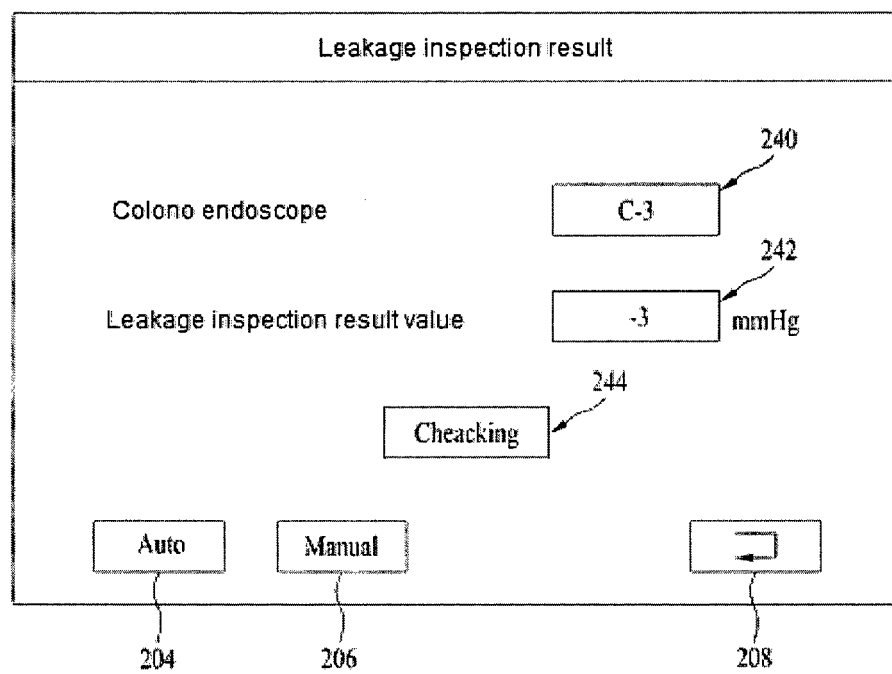 Leakage inspection result
240
Colono endoscope
C-3
242
Leakage inspection result value
-3 mmHg
244
Cheacking
Auto
Manual
204
206
208